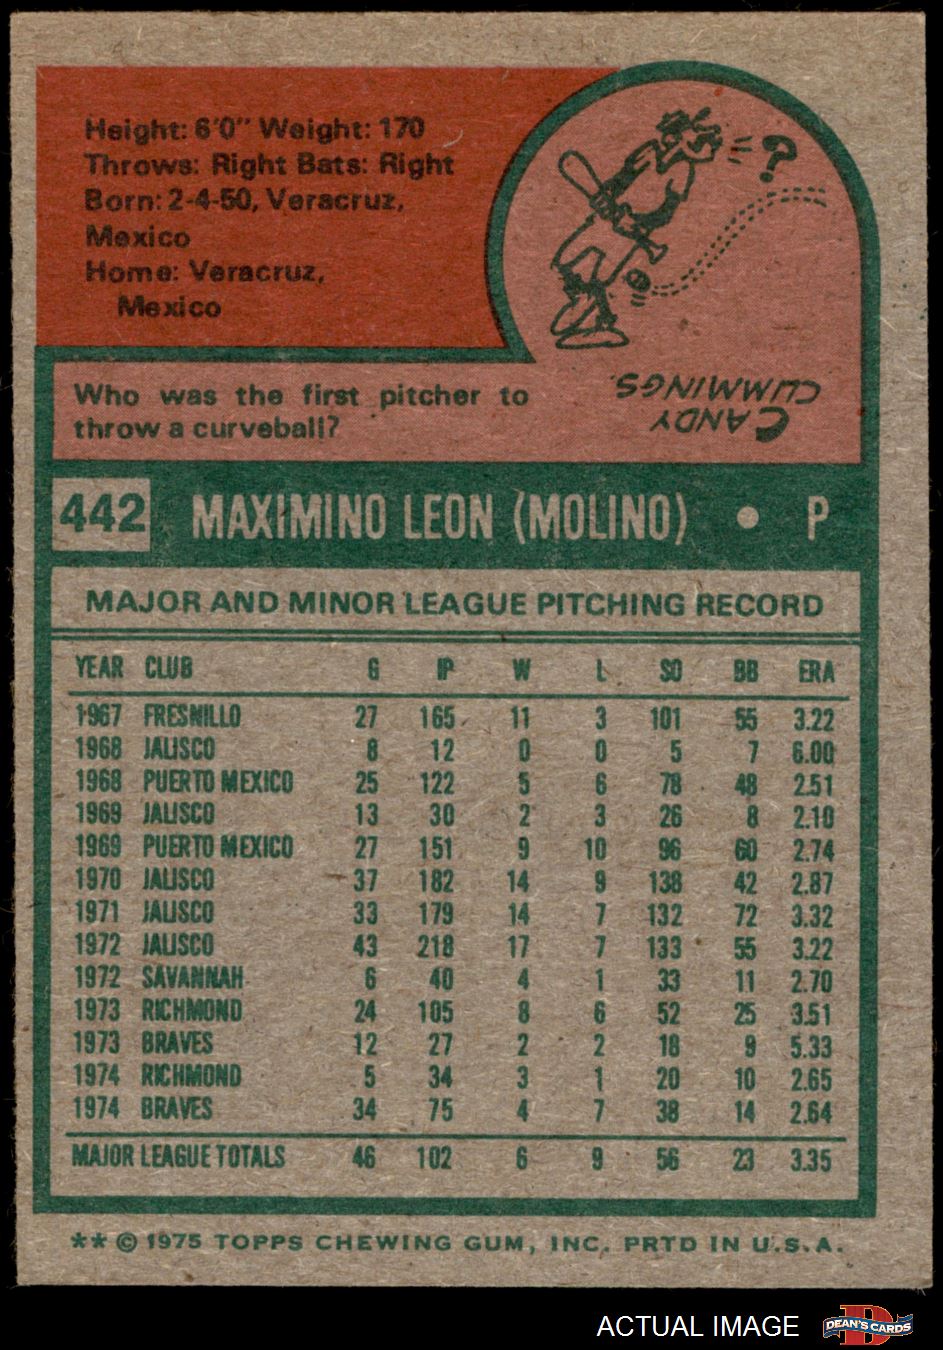 Height: 6'0" Weight: 170
Throws: Right Bats: Right
Born: 2-4-50, Veracruz,
Mexico
Home: Veracruz,
Mexico
?
Who was the first pitcher to
throw a curveball?
CANDY
CUMMINGS.
442 MAXIMINO LEON (MOLINO) • P
MAJOR AND MINOR LEAGUE PITCHING RECORD
YEAR CLUB G IP W L SO BB ERA
1967 FRESNILLO 27 165 11 3 101 55 3.22
1968 JALISCO 8 12 0 0 5 7 6.00
1968 PUERTO MEXICO 25 122 5 6 78 48 2.51
1969 JALISCO 13 30 2 3 26 8 2.10
1969 PUERTO MEXICO 27 151 9 10 96 60 2.74
1970 JALISCO 37 182 14 9 138 42 2.87
1971 JALISCO 33 179 14 7 132 72 3.32
1972 JALISCO 43 218 17 7 133 55 3.22
1972 SAVANNAH 6 40 4 1 33 11 2.70
1973 RICHMOND 24 105 8 6 52 25 3.51
1973 BRAVES 12 27 2 2 18 9 5.33
1974 RICHMOND 5 34 3 1 20 10 2.65
1974 BRAVES 34 75 4 7 38 14 2.64
MAJOR LEAGUE TOTALS 46 102 6 9 56 23 3.35
** © 1975 TOPPS CHEWING GUM, INC. PRTD IN U.S.A.
ACTUAL IMAGE DEAN'S CARDS